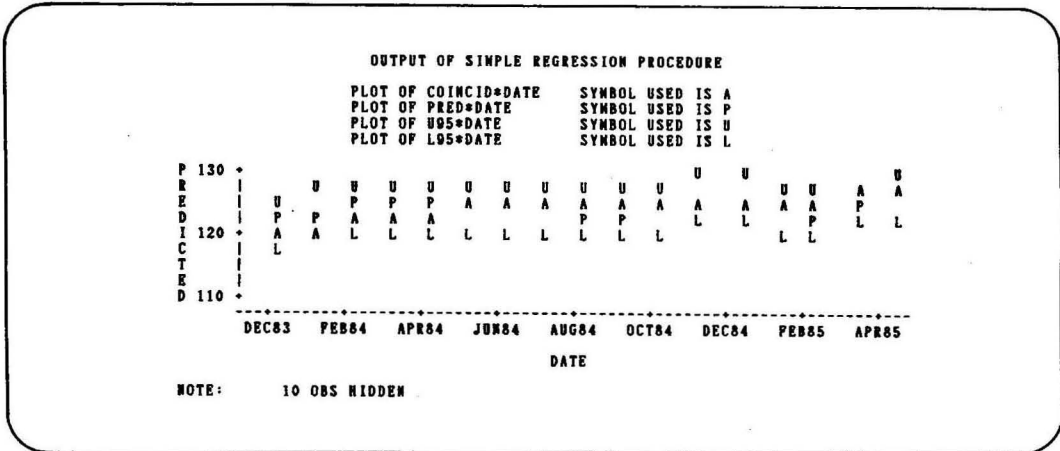 OUTPUT OF SIMPLE REGRESSION PROCEDURE
PLOT OF COINCID*DATE SYMBOL USED IS A
PLOT OF PRED*DATE SYMBOL USED IS P
PLOT OF U95*DATE SYMBOL USED IS U
PLOT OF L95*DATE SYMBOL USED IS L
PREDICTED
130 + U U U
U U U U U U U U U U U U A A
U P P P A A A A A A A A A A P
P P A A A P P L L P L L
120 + A A L L L L L L L L L L L
L
110 +
DEC83 FEB84 APR84 JUN84 AUG84 OCT84 DEC84 FEB85 APR85
DATE
NOTE: 10 OBS HIDDEN